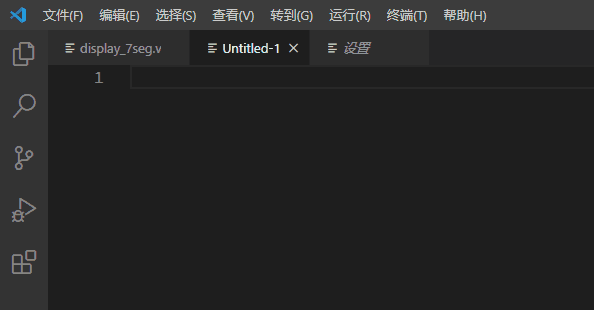 文件(F) 编辑(E) 选择(S) 查看(V) 转到(G) 运行(R) 终端(T) 帮助(H)
display_7seg.v Untitled-1 设置
1